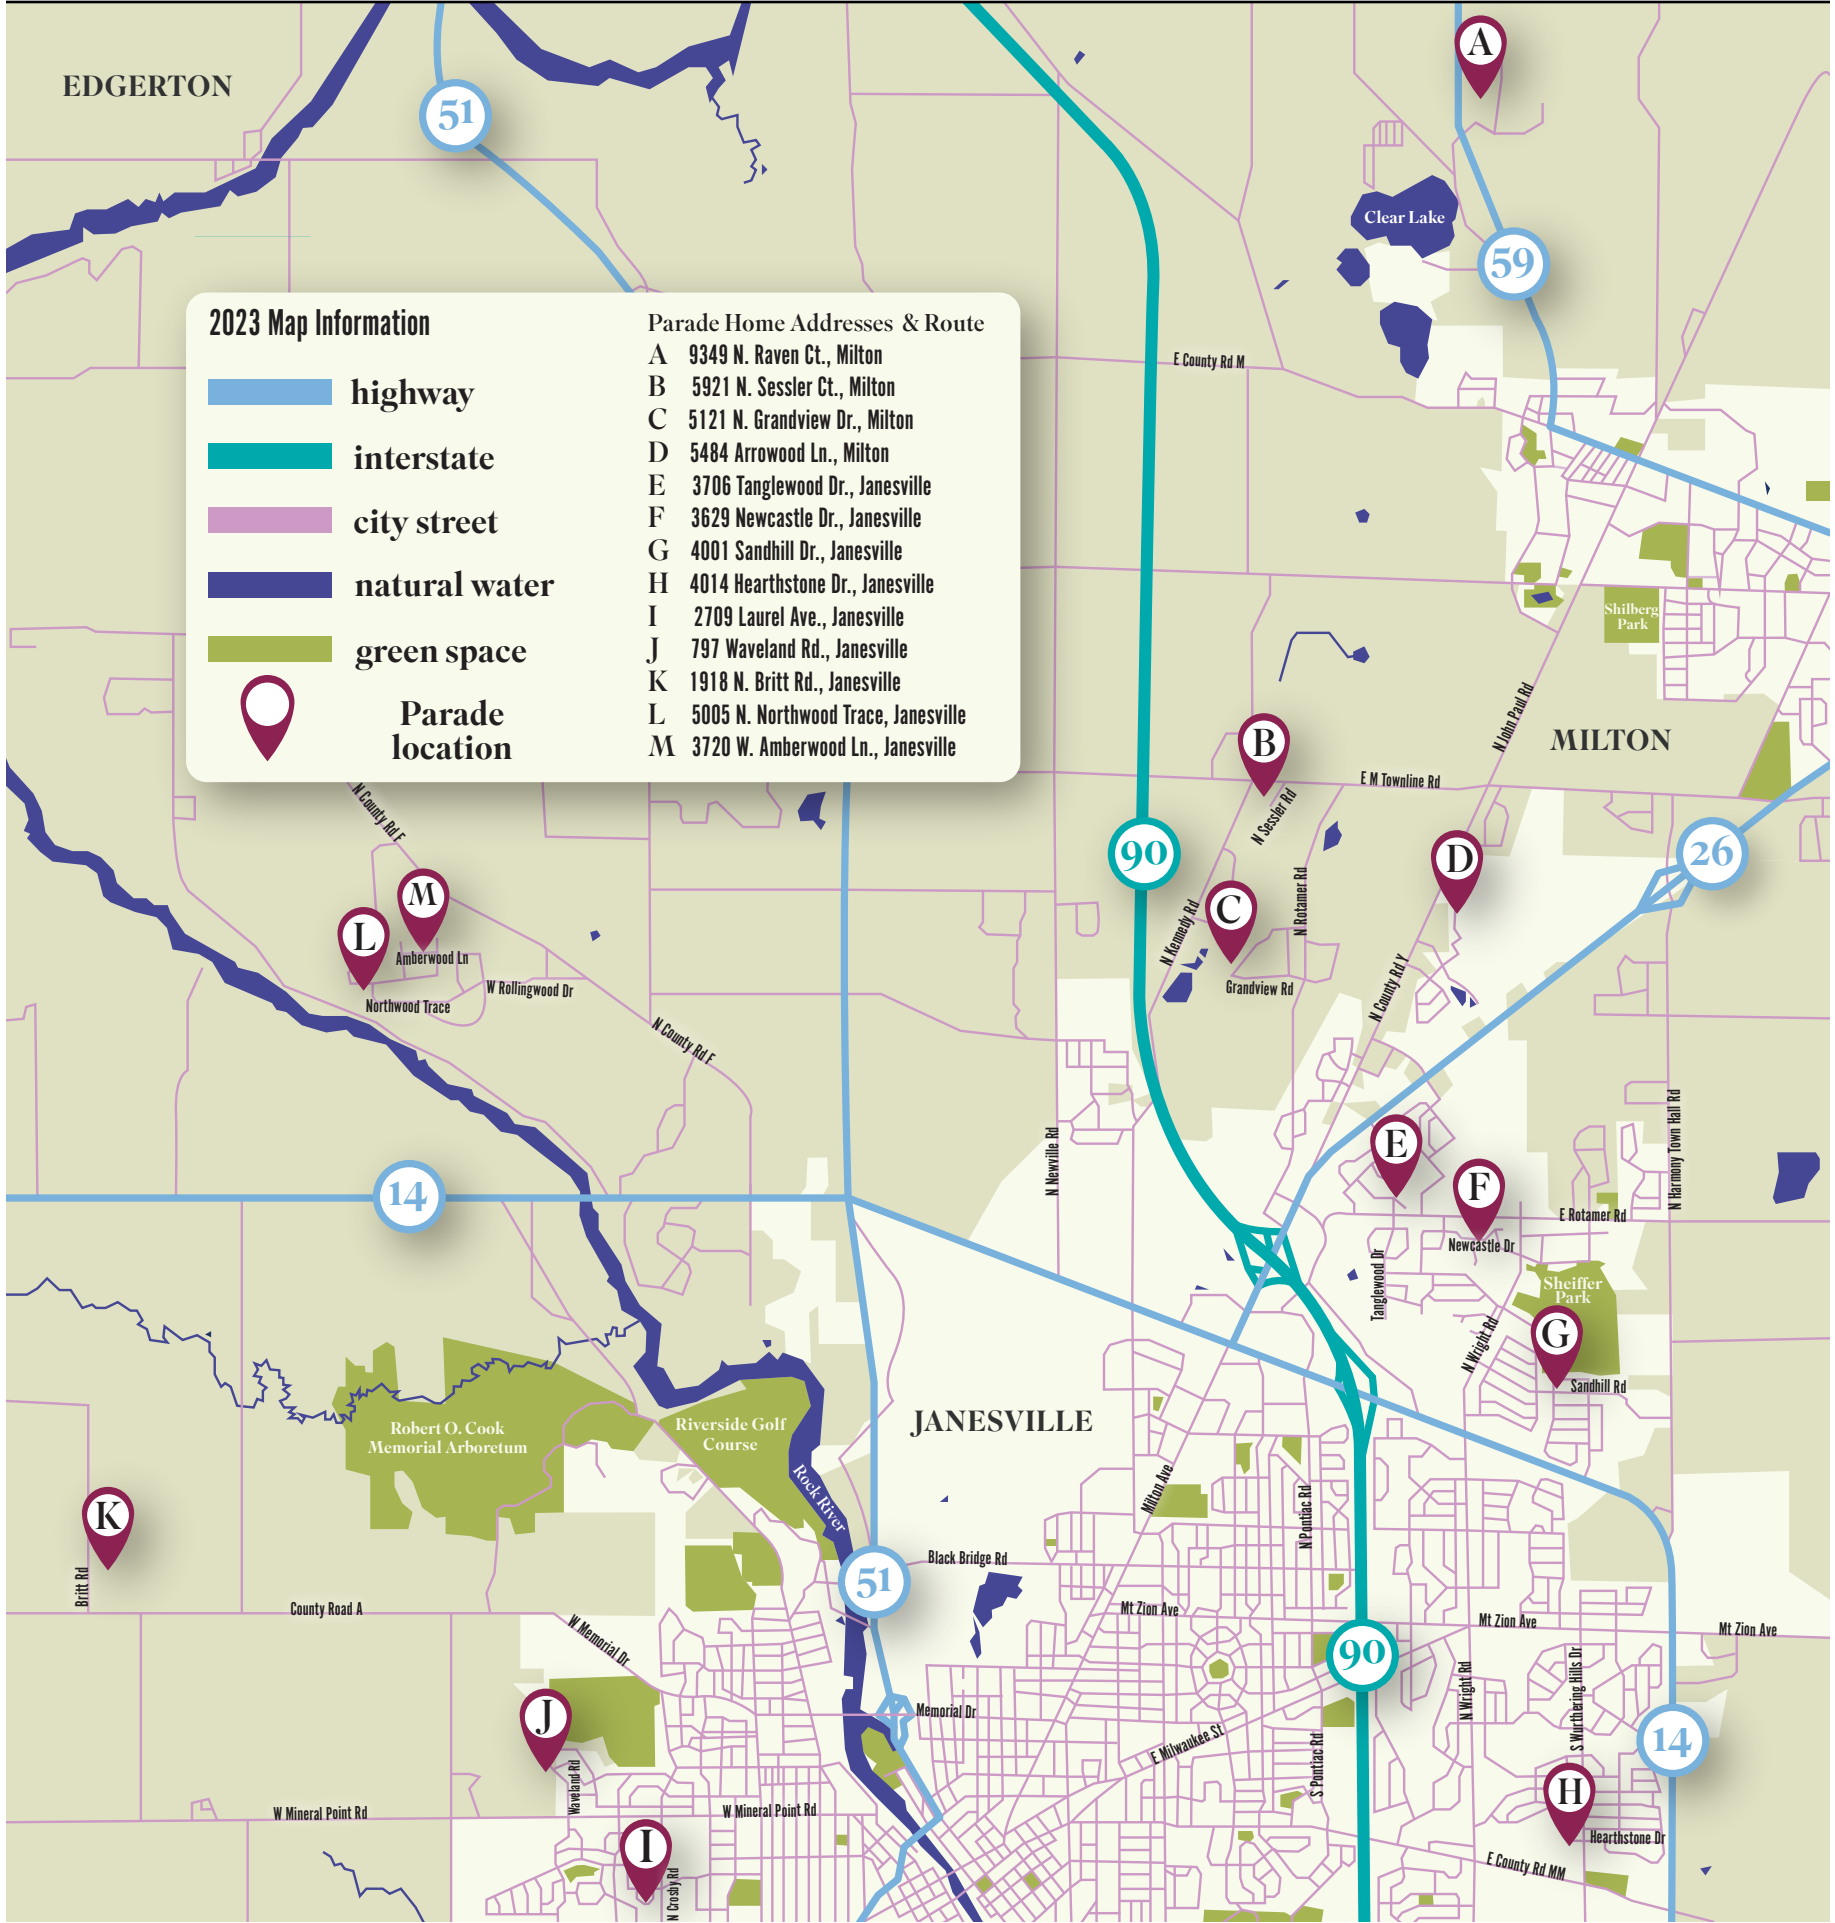 A
EDGERTON
51
Clear Lake
59
2023 Map Information
highway
interstate
city street
natural water
green space
Parade
location
Parade Home Addresses & Route
A 9349 N. Raven Ct., Milton
B 5921 N. Sessler Ct., Milton
C 5121 N. Grandview Dr., Milton
D 5484 Arrowood Ln., Milton
E 3706 Tanglewood Dr., Janesville
F 3629 Newcastle Dr., Janesville
G 4001 Sandhill Dr., Janesville
H 4014 Hearthstone Dr., Janesville
I 2709 Laurel Ave., Janesville
J 797 Waveland Rd., Janesville
K 1918 N. Britt Rd., Janesville
L 5005 N. Northwood Trace, Janesville
M 3720 W. Amberwood Ln., Janesville
E County Rd M
Shilberg
Park
N John Paul Rd
MILTON
B
E M Townline Rd
N County Rd F
N Sessler Rd
90
D
26
M
L
C
N Rotamer Rd
N Kennedy Rd
Amberwood Ln
W Rollingwood Dr
Northwood Trace
Grandview Rd
N County Rd Y
N County Rd F
N Newville Rd
N Harmony Town Hall Rd
E
F
14
E Rotamer Rd
Newcastle Dr
Tanglewood Dr
Sheiffer
Park
G
N Wright Rd
Sandhill Rd
Robert O. Cook
Memorial Arboretum
Riverside Golf
Course
JANESVILLE
Rock River
Milton Ave
N Pontiac Rd
K
Britt Rd
51
Black Bridge Rd
County Road A
Mt Zion Ave
Mt Zion Ave
Mt Zion Ave
W Memorial Dr
90
N Wright Rd
S Wurthering Hills Dr
J
Memorial Dr
E Milwaukee St
S Pontiac Rd
14
Waveland Rd
H
W Mineral Point Rd
W Mineral Point Rd
I
N Crosby Rd
Hearthstone Dr
E County Rd MM